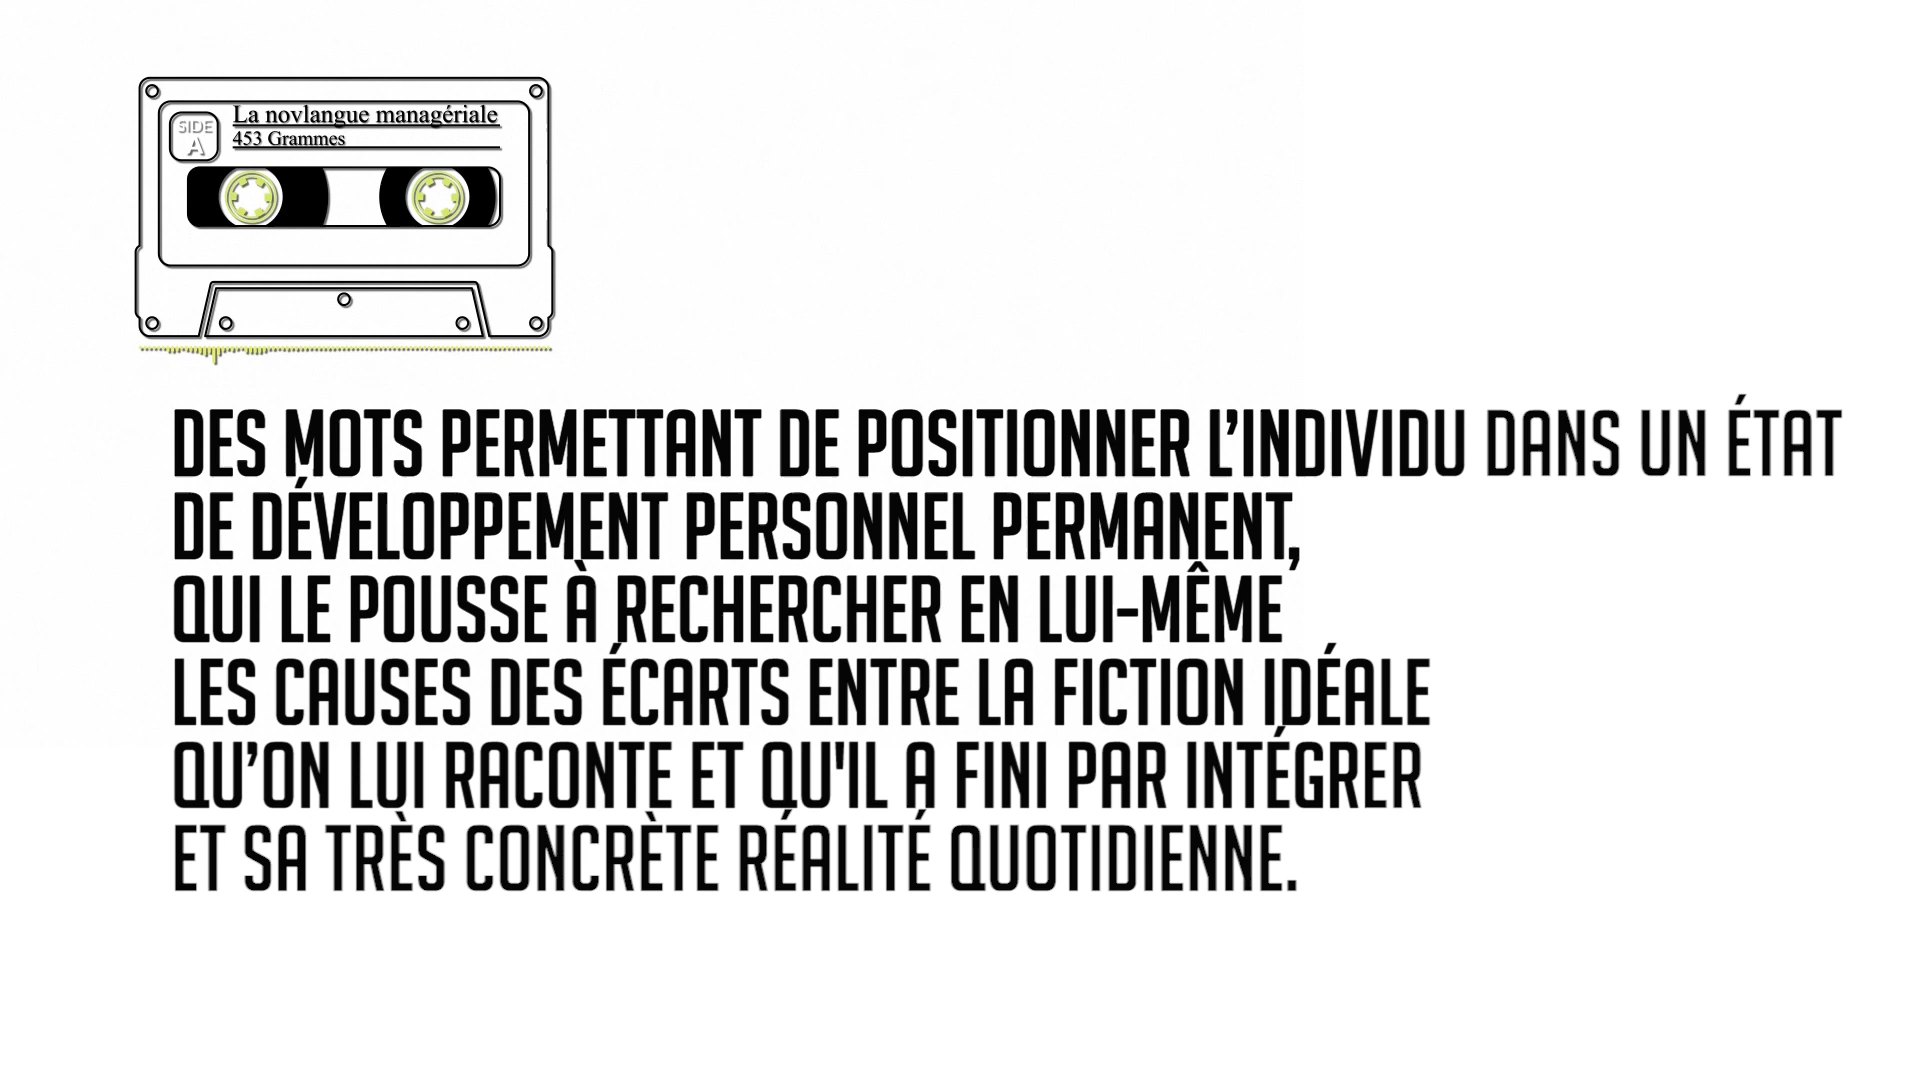 La novlangue managériale
SIDE
A
453 Grammes
DES MOTS PERMETTANT DE POSITIONNER L’INDIVIDU DANS UN ÉTAT
DE DÉVELOPPEMENT PERSONNEL PERMANENT,
QUI LE POUSSE À RECHERCHER EN LUI-MÊME
LES CAUSES DES ÉCARTS ENTRE LA FICTION IDÉALE
QU’ON LUI RACONTE ET QU'IL A FINI PAR INTÉGRER
ET SA TRÈS CONCRÈTE RÉALITÉ QUOTIDIENNE.